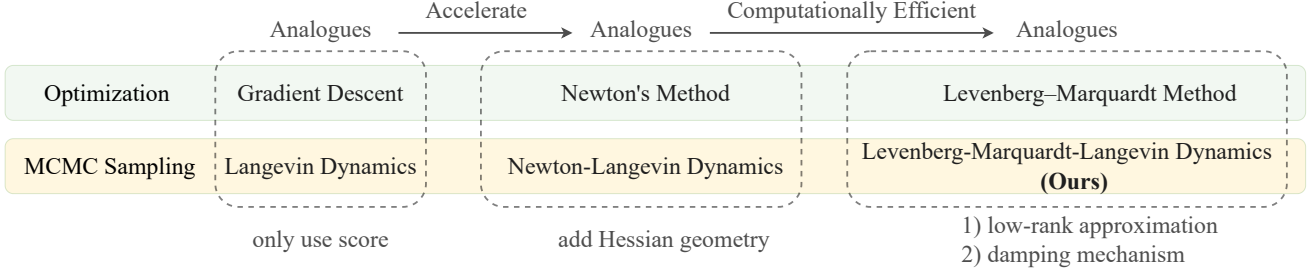 Accelerate
Computationally Efficient
Analogues
Analogues
Analogues
Optimization
Gradient Descent
Newton's Method
Levenberg–Marquardt Method
MCMC Sampling
Langevin Dynamics
Newton-Langevin Dynamics
Levenberg-Marquardt-Langevin Dynamics
(Ours)
only use score
add Hessian geometry
1) low-rank approximation
2) damping mechanism